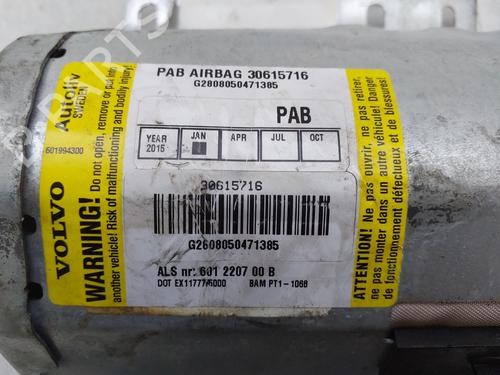 PAB AIRBAG 30615716
G2808050471385
PAB
YEAR
2015
JAN
APR
JUL
OCT
30615716
G2608050471385
ALS nr: 601 2207 00 B
DOT EX11777/5000 BAM PT1-1068
Autoliv
SWEDEN
601994300
VOLVO
WARNING! Do not open, remove or put into
another vehicle! Risk of malfunctioning and bodily injury!
Ne pas ouvrir, ne pas retirer,
ne pas monter dans un autre véhicule! Danger
de fonctionnement défectueux et de blessures!